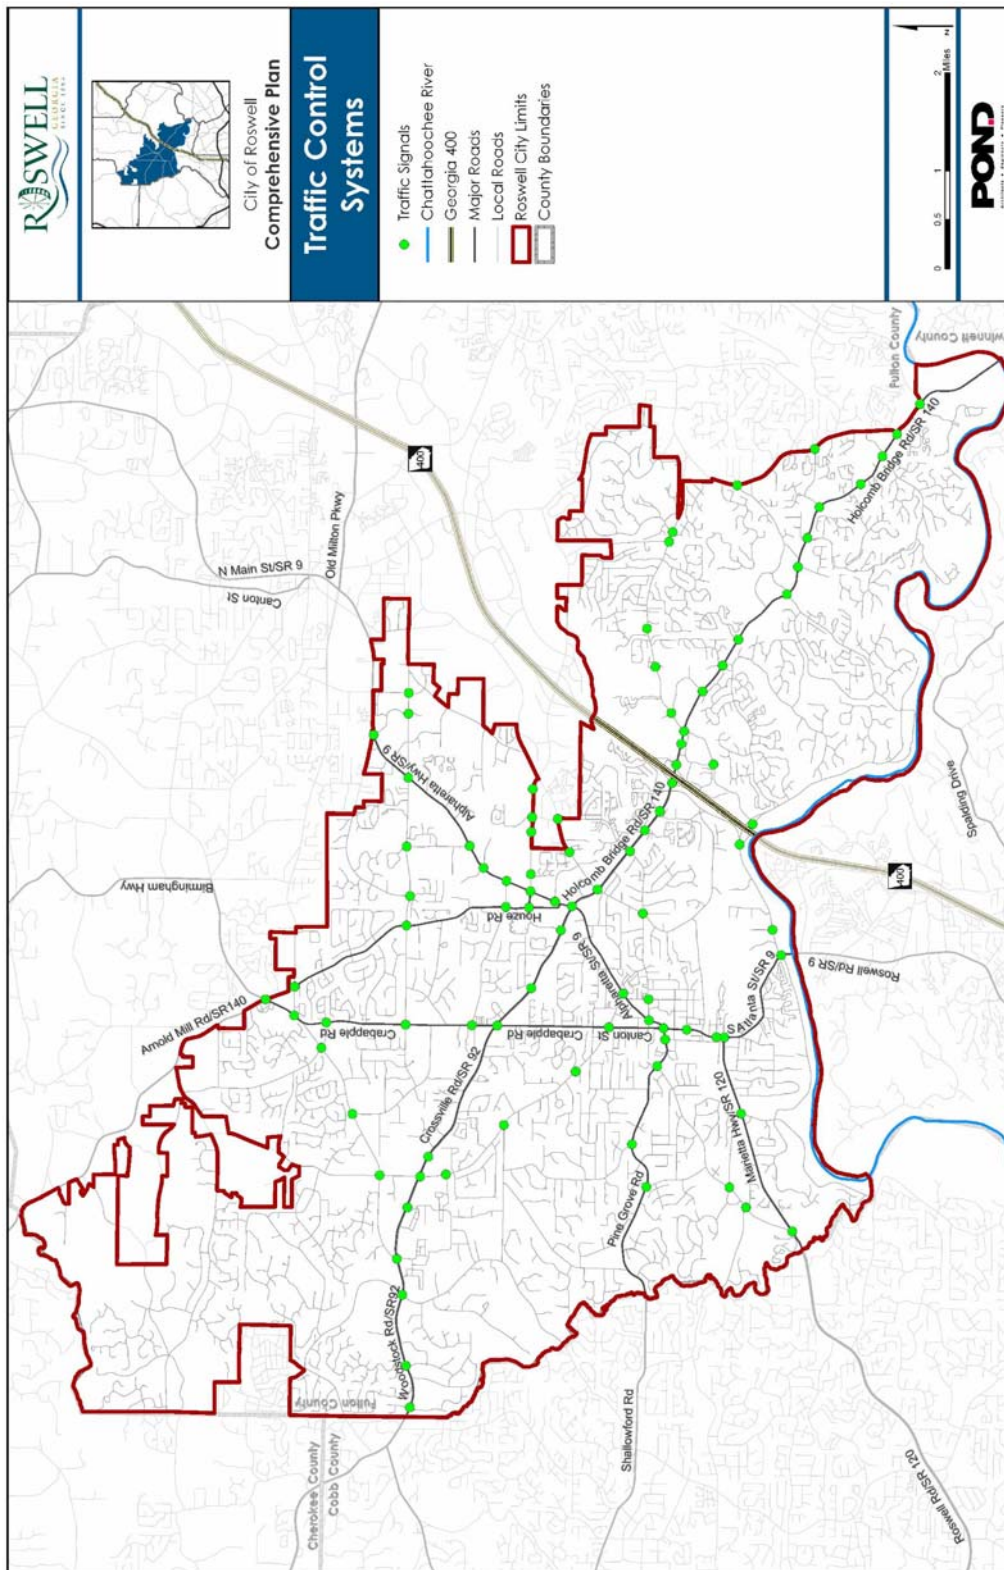 ROSWELL
GEORGIA
City of Roswell
Comprehensive Plan
Traffic Control
Systems
Traffic Signals
Chattahoochee River
Georgia 400
Major Roads
Local Roads
Roswell City Limits
County Boundaries
0 0.5 1 2
Miles
N
POND
Arnold Mill Rd/SR140
Birmingham Hwy
Canton St
N Main St/SR 9
Old Milton Pkwy
400
Alpharetta Hwy/SR 9
Crabapple Rd
Houze Rd
Cherokee County
Cobb County
Fulton County
Woodstock Rd/SR92
Crossville Rd/SR 92
Crabapple Rd
Holcomb Bridge Rd/SR 140
Alpharetta St/SR 9
Canton St
Pine Grove Rd
Shallowford Rd
Marietta Hwy/SR 120
S Atlanta St/SR 9
Holcomb Bridge Rd/SR 140
Fulton County
Gwinnett County
Roswell Rd/SR 9
400
Spalding Drive
Roswell Rd/SR 120